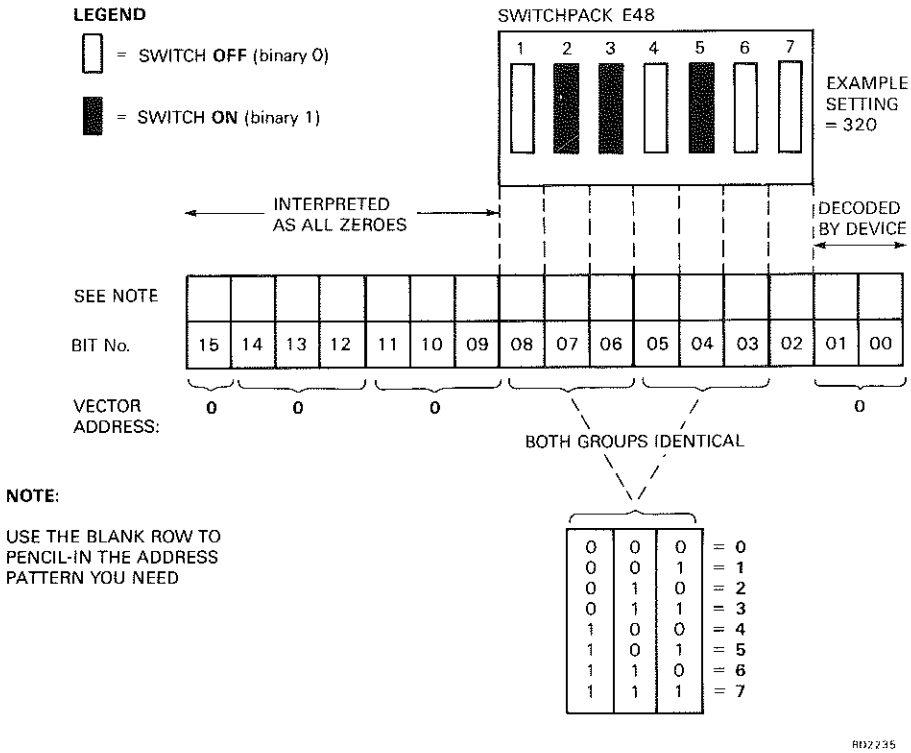 LEGEND
= SWITCH OFF (binary 0)
= SWITCH ON (binary 1)
SWITCHPACK E48
1 2 3 4 5 6 7
EXAMPLE
SETTING
= 320
INTERPRETED
AS ALL ZEROES
DECODED
BY DEVICE
SEE NOTE
BIT No. 15 14 13 12 11 10 09 08 07 06 05 04 03 02 01 00
VECTOR
ADDRESS:
0 0 0 0
BOTH GROUPS IDENTICAL
NOTE:
USE THE BLANK ROW TO
PENCIL-IN THE ADDRESS
PATTERN YOU NEED
0 0 0 = 0
0 0 1 = 1
0 1 0 = 2
0 1 1 = 3
1 0 0 = 4
1 0 1 = 5
1 1 0 = 6
1 1 1 = 7
RD2235